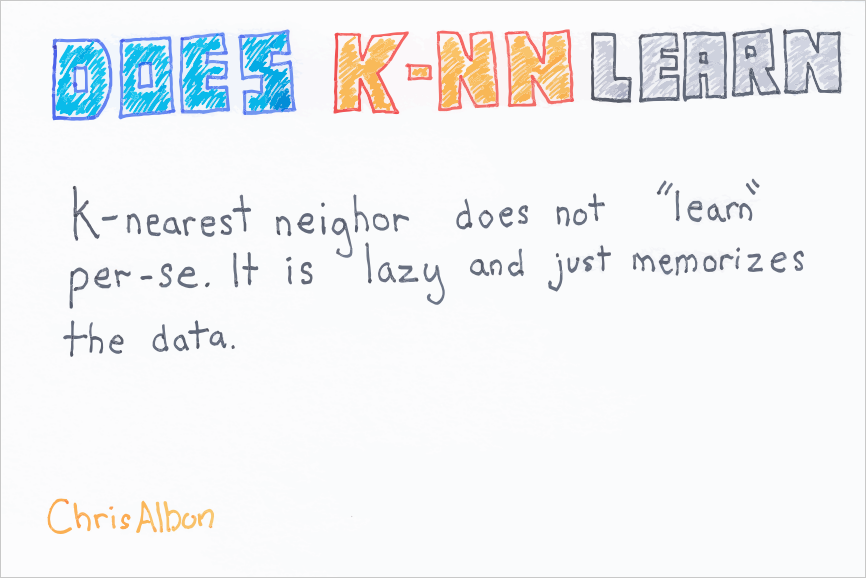 DOES K-NN LEARN
K-nearest neighor does not "learn"
per-se. It is lazy and just memorizes
the data.
Chris Albon